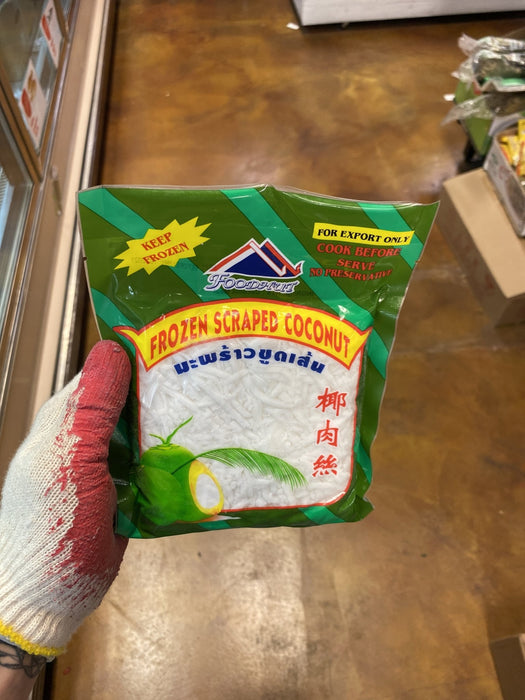 KEEP
FROZEN
FOR EXPORT ONLY
COOK BEFORE
SERVE
NO PRESERVATIVE
FOODHUT
FROZEN SCRAPED COCONUT
มะพร้าวขูดเส้น
椰
肉
絲